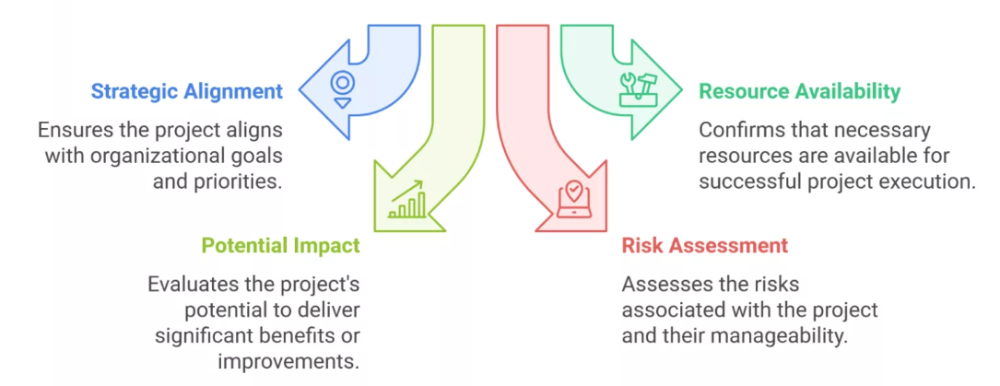 Strategic Alignment
Ensures the project aligns
with organizational goals
and priorities.
Potential Impact
Evaluates the project's
potential to deliver
significant benefits or
improvements.
Risk Assessment
Assesses the risks
associated with the project
and their manageability.
Resource Availability
Confirms that necessary
resources are available for
successful project execution.